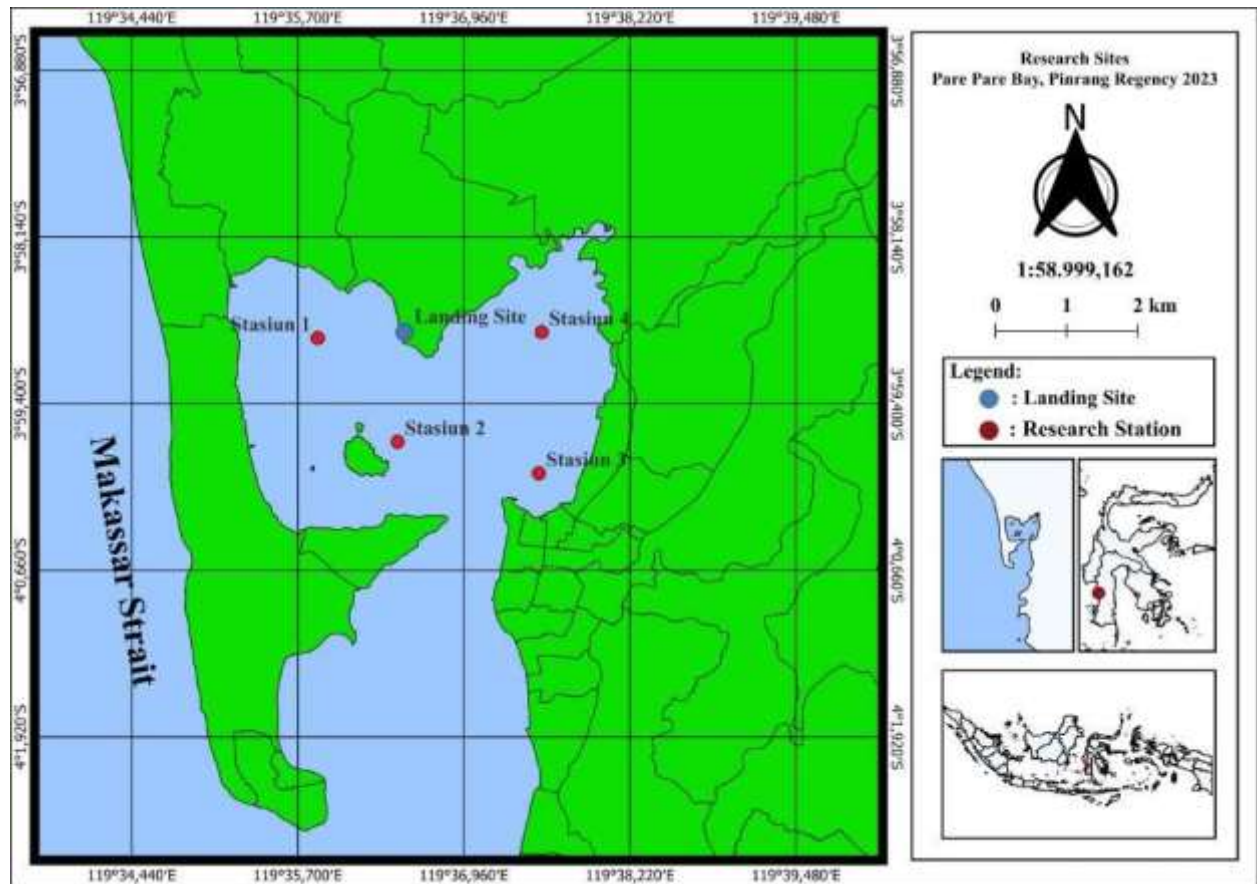 119°34,440'E 119°35,700'E 119°36,960'E 119°38,220'E 119°39,480'E
3°56,880'S
3°58,140'S
3°59,400'S
4°0,660'S
4°1,920'S
Stasiun 1
Landing Site
Stasiun 4
Stasiun 2
Stasiun 3
Makassar Strait
3°56,880'S
3°58,140'S
3°59,400'S
4°0,660'S
4°1,920'S
119°34,440'E 119°35,700'E 119°36,960'E 119°38,220'E 119°39,480'E
Research Sites
Pare Pare Bay, Pinrang Regency 2023
N
1:58.999,162
0 1 2 km
Legend:
: Landing Site
: Research Station